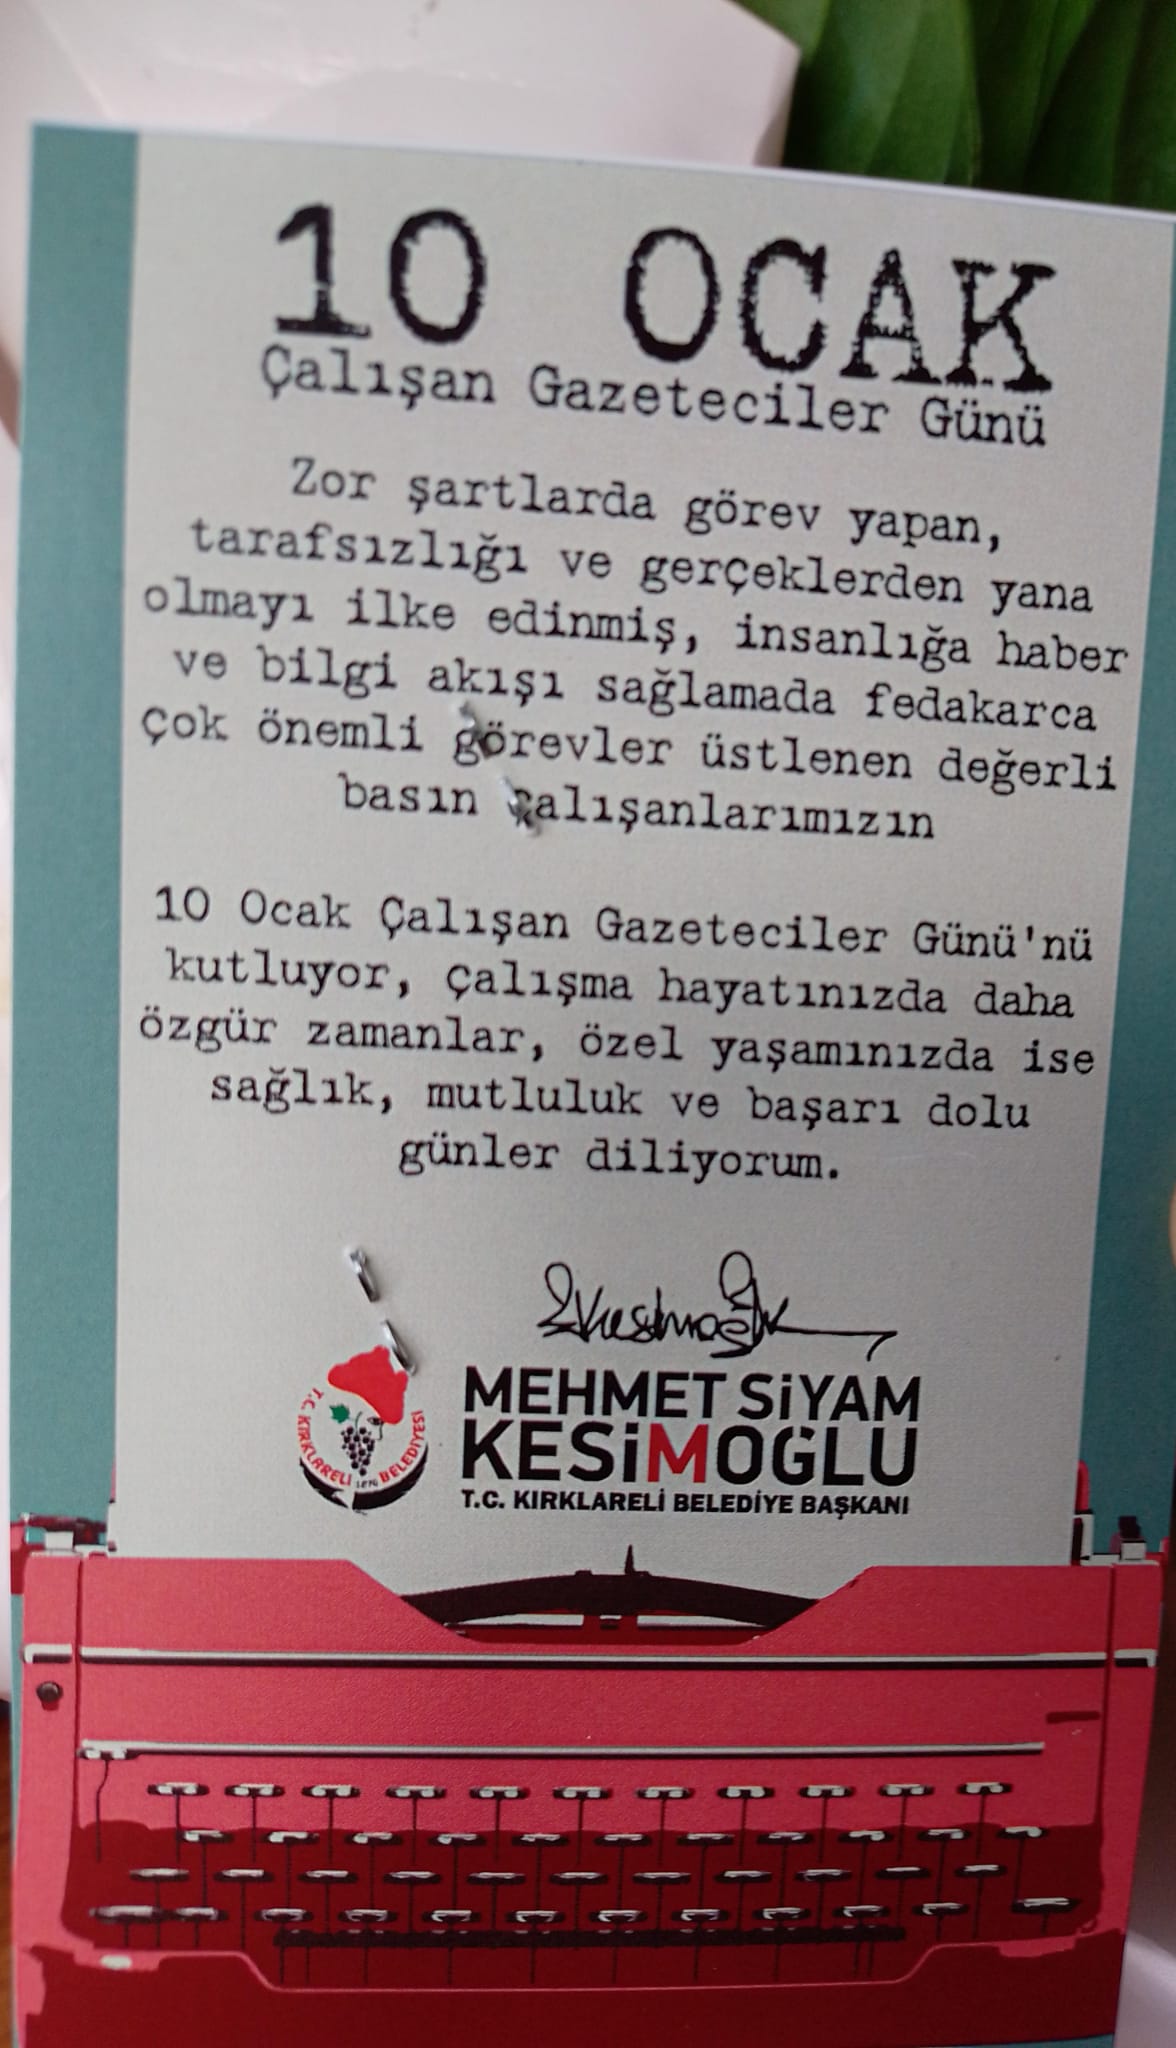 10 OCAK
Çalışan Gazeteciler Günü
Zor şartlarda görev yapan,
tarafsızlığı ve gerçeklerden yana
olmayı ilke edinmiş, insanlığa haber
ve bilgi akışı sağlamada fedakarca
çok önemli görevler üstlenen değerli
basın çalışanlarımızın
10 Ocak Çalışan Gazeteciler Günü'nü
kutluyor, çalışma hayatınızda daha
özgür zamanlar, özel yaşamınızda ise
sağlık, mutluluk ve başarı dolu
günler diliyorum.
MEHMET SİYAM
KESİMOĞLU
T.C. KIRKLARELİ BELEDİYE BAŞKANI
T.C. KIRKLARELİ BELEDİYESİ